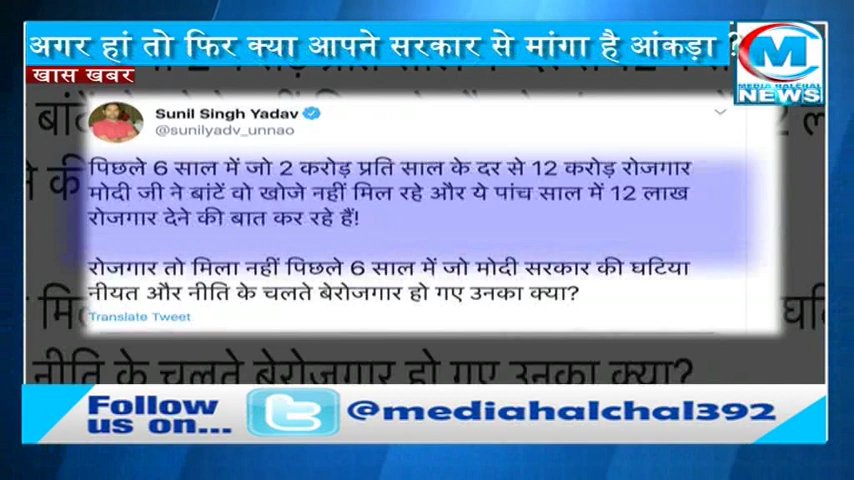 अगर हां तो फिर क्या आपने सरकार से मांगा है आंकड़ा ?
खास खबर
MEDIA HALCHAL
NEWS
Sunil Singh Yadav
@sunilyadv_unnao
पिछले 6 साल में जो 2 करोड़ प्रति साल के दर से 12 करोड़ रोजगार
मोदी जी ने बांटें वो खोजे नहीं मिल रहे और ये पांच साल में 12 लाख
रोजगार देने की बात कर रहे हैं!
रोजगार तो मिला नहीं पिछले 6 साल में जो मोदी सरकार की घटिया
नीयत और नीति के चलते बेरोजगार हो गए उनका क्या?
Translate Tweet
नीति के चलते बेरोजगार हो गए उनका क्या?
Follow
us on...
@mediahalchal392